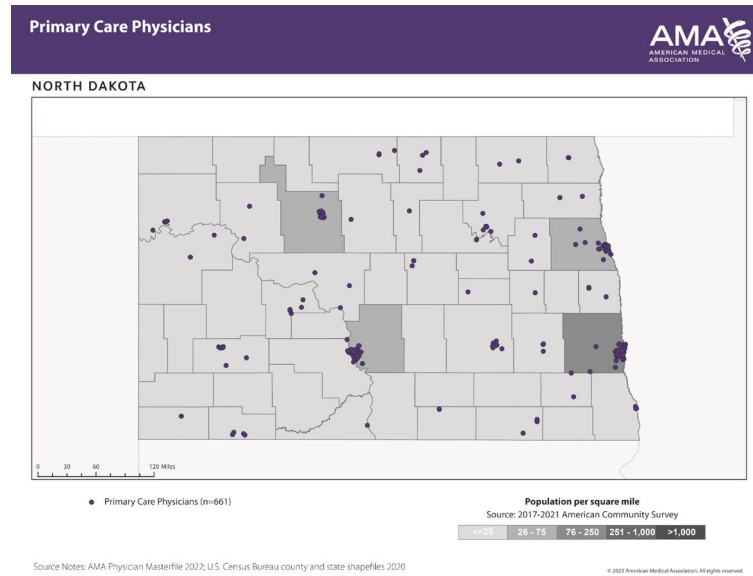 Primary Care Physicians
AMA
AMERICAN MEDICAL
ASSOCIATION
NORTH DAKOTA
0 30 60 120 Miles
Primary Care Physicians (n=661)
Population per square mile
Source: 2017-2021 American Community Survey
<=25 26 - 75 76 - 250 251 - 1,000 >1,000
Source Notes: AMA Physician Masterfile 2022; U.S. Census Bureau county and state shapefiles 2020
© 2023 American Medical Association. All rights reserved.